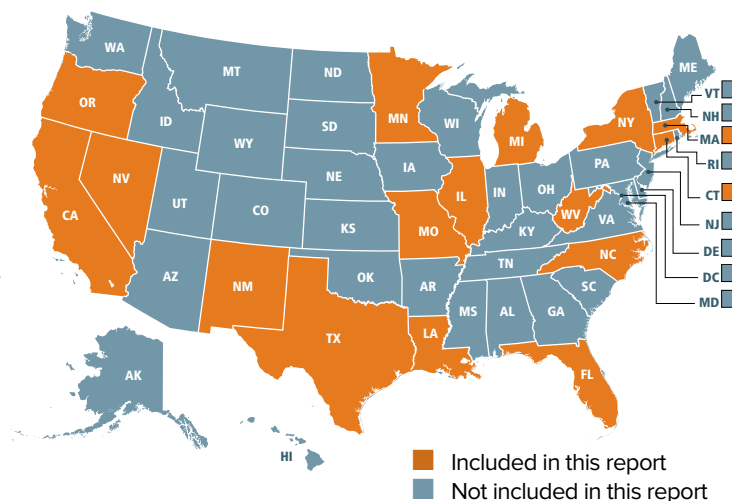 WA
ME
MT
ND
VT
OR
MN
NH
ID
SD
WI
NY
MA
WY
MI
RI
IA
PA
NE
CT
NV
IL
IN
OH
NJ
UT
CO
WV
VA
CA
KS
MO
KY
DE
NC
TN
DC
AZ
NM
OK
AR
SC
MD
MS
AL
GA
TX
LA
AK
FL
HI
Included in this report
Not included in this report